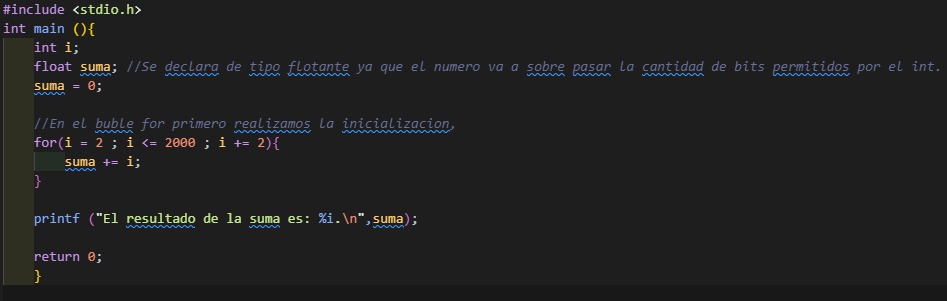 #include <stdio.h>
int main (){
int i;
float suma; //Se declara de tipo flotante ya que el numero va a sobre pasar la cantidad de bits permitidos por el int.
suma = 0;
//En el buble for primero realizamos la inicializacion,
for(i = 2 ; i <= 2000 ; i += 2){
suma += i;
}
printf ("El resultado de la suma es: %i.\n",suma);
return 0;
}